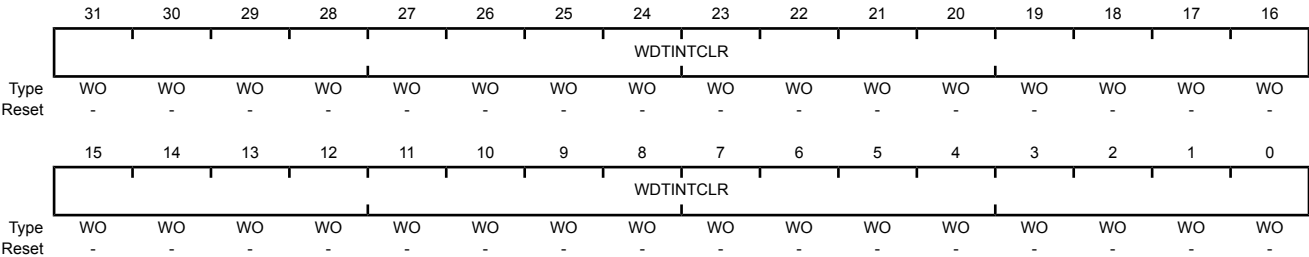 31 30 29 28 27 26 25 24 23 22 21 20 19 18 17 16
WDTINTCLR
Type WO WO WO WO WO WO WO WO WO WO WO WO WO WO WO WO
Reset - - - - - - - - - - - - - - - -
15 14 13 12 11 10 9 8 7 6 5 4 3 2 1 0
WDTINTCLR
Type WO WO WO WO WO WO WO WO WO WO WO WO WO WO WO WO
Reset - - - - - - - - - - - - - - - -